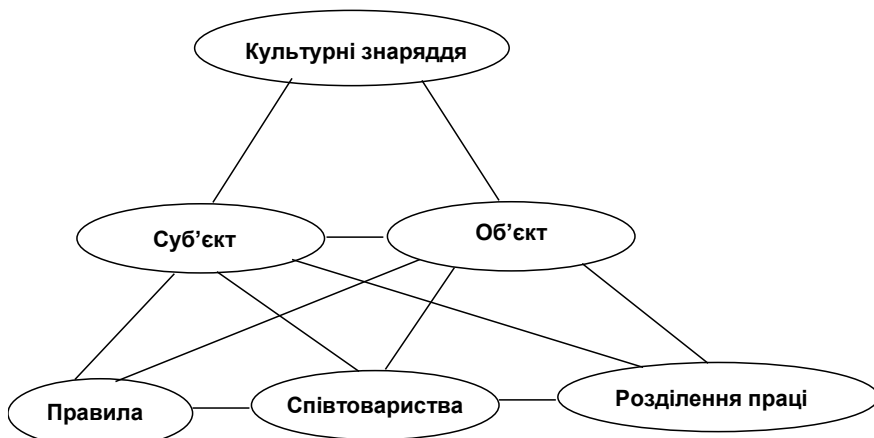 Культурні знаряддя
Суб’єкт
Об’єкт
Правила
Співтовариства
Розділення праці